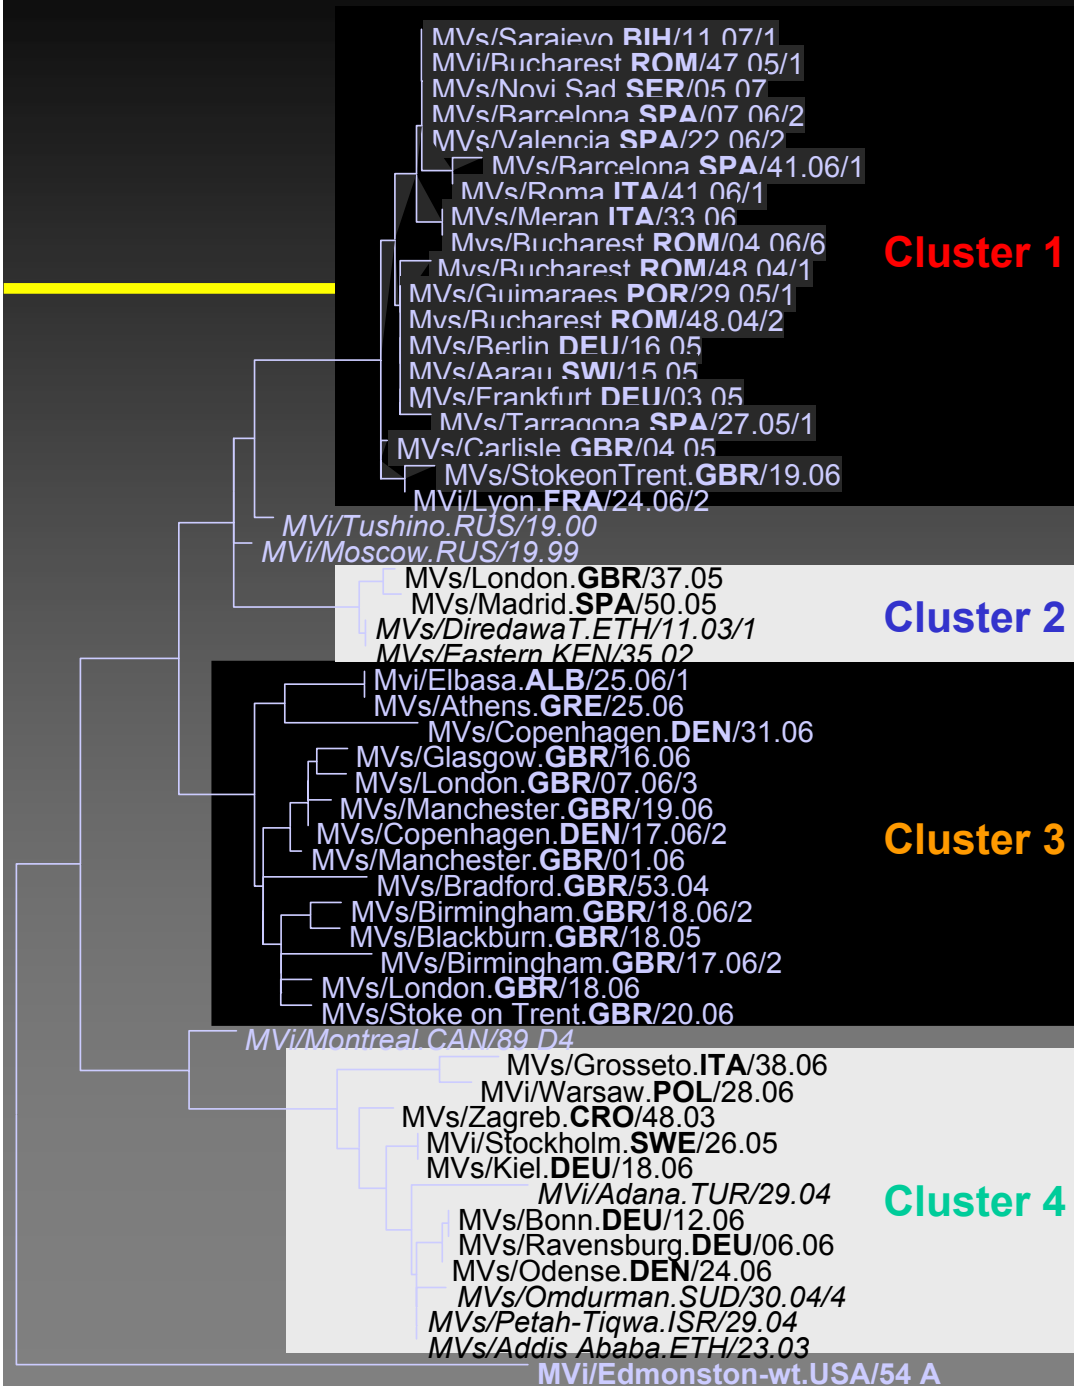 MVs/Sarajevo.BIH/11.07/1
MVi/Bucharest.ROM/47.05/1
MVs/Novi Sad.SER/05.07
MVs/Barcelona.SPA/07.06/2
MVs/Valencia.SPA/22.06/2
MVs/Barcelona.SPA/41.06/1
MVs/Roma.ITA/41.06/1
MVs/Meran.ITA/33.06
Mvs/Bucharest.ROM/04.06/6
Cluster 1
Mvs/Bucharest.ROM/48.04/1
MVs/Guimaraes.POR/29.05/1
Mvs/Bucharest.ROM/48.04/2
MVs/Berlin.DEU/16.05
MVs/Aarau.SWI/15.05
MVs/Frankfurt.DEU/03.05
MVs/Tarragona.SPA/27.05/1
MVs/Carlisle.GBR/04.05
MVs/StokeonTrent.GBR/19.06
MVi/Lyon.FRA/24.06/2
MVi/Tushino.RUS/19.00
MVi/Moscow.RUS/19.99
MVs/London.GBR/37.05
MVs/Madrid.SPA/50.05
Cluster 2
MVs/DiredawaT.ETH/11.03/1
MVs/Eastern.KEN/35.02
Mvi/Elbasa.ALB/25.06/1
MVs/Athens.GRE/25.06
MVs/Copenhagen.DEN/31.06
MVs/Glasgow.GBR/16.06
MVs/London.GBR/07.06/3
MVs/Manchester.GBR/19.06
MVs/Copenhagen.DEN/17.06/2
Cluster 3
MVs/Manchester.GBR/01.06
MVs/Bradford.GBR/53.04
MVs/Birmingham.GBR/18.06/2
MVs/Blackburn.GBR/18.05
MVs/Birmingham.GBR/17.06/2
MVs/London.GBR/18.06
MVs/Stoke on Trent.GBR/20.06
MVi/Montreal.CAN/89 D4
MVs/Grosseto.ITA/38.06
MVi/Warsaw.POL/28.06
MVs/Zagreb.CRO/48.03
MVi/Stockholm.SWE/26.05
MVs/Kiel.DEU/18.06
MVi/Adana.TUR/29.04
Cluster 4
MVs/Bonn.DEU/12.06
MVs/Ravensburg.DEU/06.06
MVs/Odense.DEN/24.06
MVs/Omdurman.SUD/30.04/4
MVs/Petah-Tiqwa.ISR/29.04
MVs/Addis Ababa.ETH/23.03
MVi/Edmonston-wt.USA/54 A